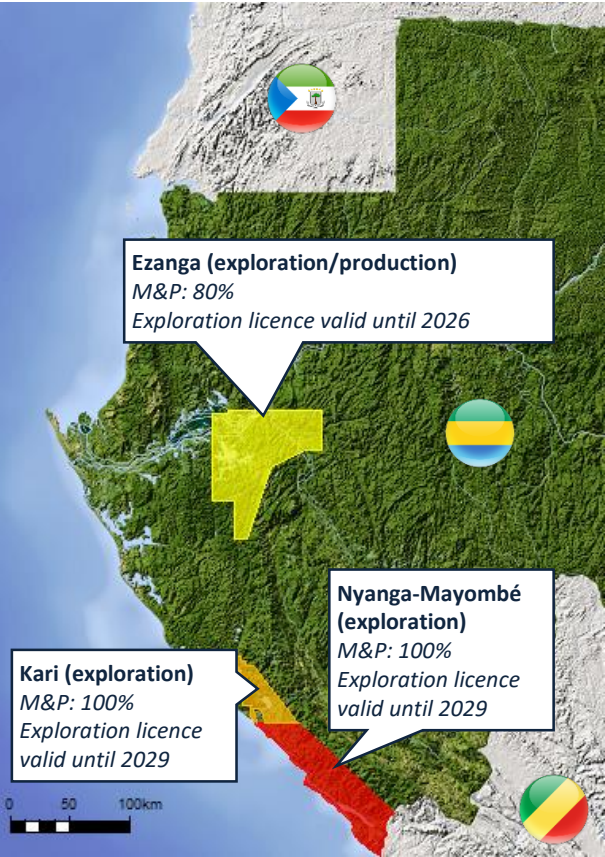 Ezanga (exploration/production)
M&P: 80%
Exploration licence valid until 2026
Nyanga-Mayombé
(exploration)
M&P: 100%
Exploration licence
valid until 2029
Kari (exploration)
M&P: 100%
Exploration licence
valid until 2029
0 50 100km